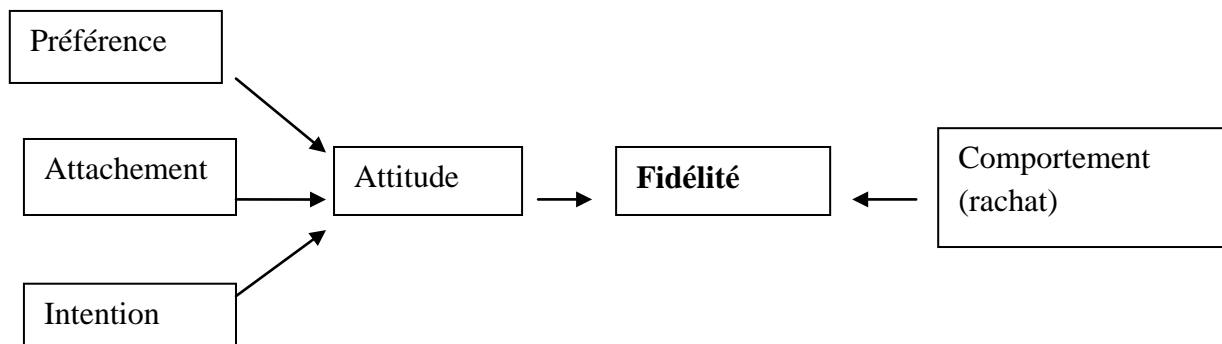 Préférence
Attachement
Intention
Attitude
Fidélité
Comportement
(rachat)